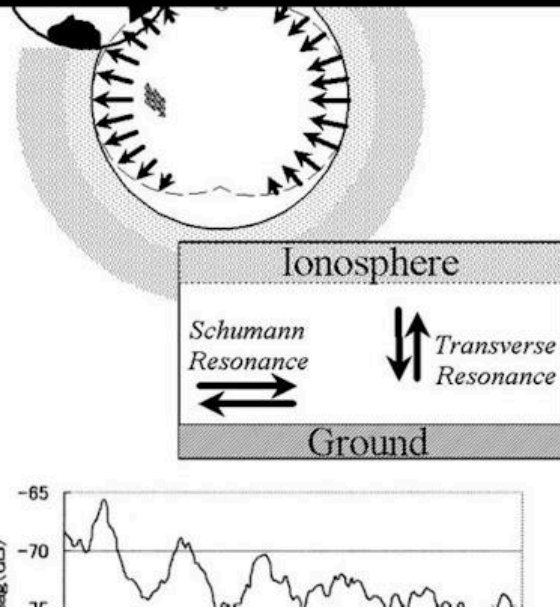 Ionosphere
Schumann
Resonance
Transverse
Resonance
Ground
-65
-70